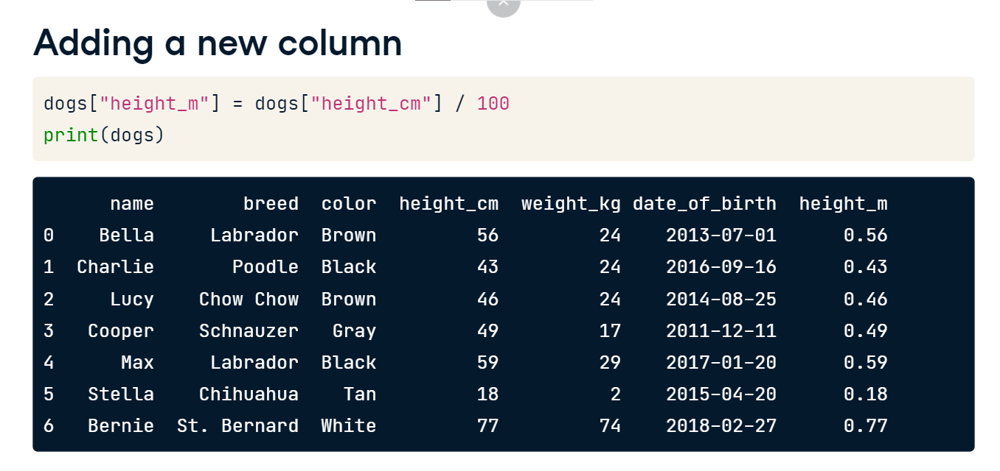 Adding a new column
dogs["height_m"] = dogs["height_cm"] / 100
print(dogs)
name breed color height_cm weight_kg date_of_birth height_m
0 Bella Labrador Brown 56 24 2013-07-01 0.56
1 Charlie Poodle Black 43 24 2016-09-16 0.43
2 Lucy Chow Chow Brown 46 24 2014-08-25 0.46
3 Cooper Schnauzer Gray 49 17 2011-12-11 0.49
4 Max Labrador Black 59 29 2017-01-20 0.59
5 Stella Chihuahua Tan 18 2 2015-04-20 0.18
6 Bernie St. Bernard White 77 74 2018-02-27 0.77